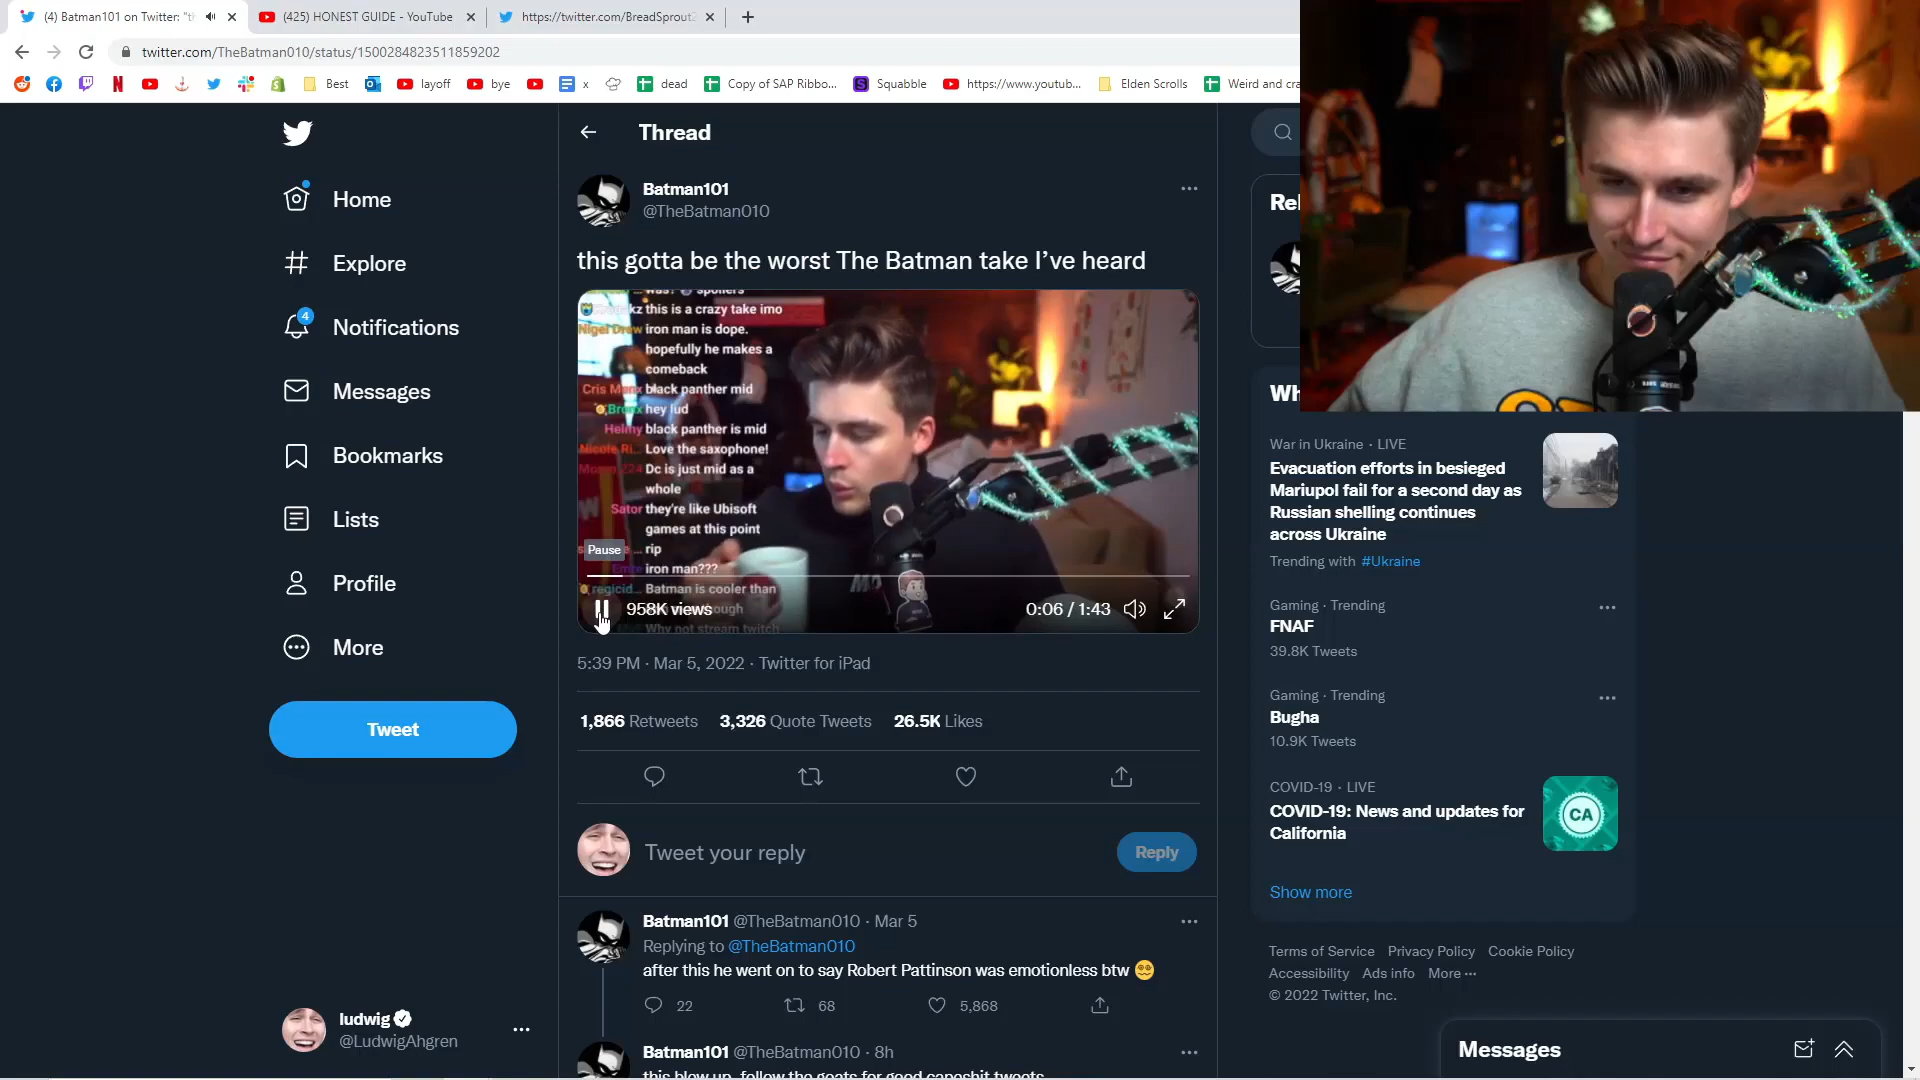 (4) Batman101 on Twitter: "th
(425) HONEST GUIDE - YouTube
https://twitter.com/BreadSproutz
twitter.com/TheBatman010/status/1500284823511859202
Best
layoff
bye
x
dead
Copy of SAP Ribbo...
Squabble
https://www.youtub...
Elden Scrolls
Weird and cra
Home
Explore
4
Notifications
Messages
Bookmarks
Lists
Profile
More
Tweet
ludwig
@LudwigAhgren
Thread
Batman101
@TheBatman010
this gotta be the worst The Batman take I've heard
was? spoilers
kz this is a crazy take imo
Nigel Drew iron man is dope.
hopefully he makes a
comeback
Cris Manx black panther mid
Bronx hey lud
Helmy black panther is mid
Nicole Ri... Love the saxophone!
Dc is just mid as a
whole
Sator they're like Ubisoft
games at this point
... rip
iron man???
regicid... Batman is cooler than
ough
Why not stream twitch
Pause
958K views
0:06 / 1:43
5:39 PM · Mar 5, 2022 · Twitter for iPad
1,866 Retweets 3,326 Quote Tweets 26.5K Likes
Tweet your reply
Reply
Batman101 @TheBatman010 · Mar 5
Replying to @TheBatman010
after this he went on to say Robert Pattinson was emotionless btw 😵‍💫
22 68 5,868
Batman101 @TheBatman010 · 8h
this blew up, follow the goats for good capeshit tweets
Rel
Wh
War in Ukraine · LIVE
Evacuation efforts in besieged
Mariupol fail for a second day as
Russian shelling continues
across Ukraine
Trending with #Ukraine
Gaming · Trending
FNAF
39.8K Tweets
Gaming · Trending
Bugha
10.9K Tweets
COVID-19 · LIVE
COVID-19: News and updates for
California
CA
Show more
Terms of Service Privacy Policy Cookie Policy
Accessibility Ads info More ···
© 2022 Twitter, Inc.
Messages